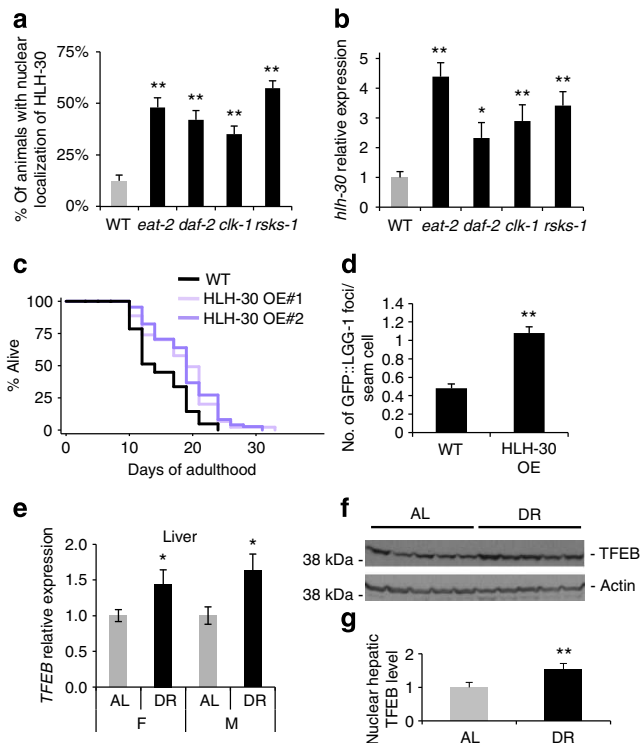 a
75%
50%
25%
0%
% Of animals with nuclear
localization of HLH-30
**
**
**
**
WT eat-2 daf-2 clk-1 rsks-1
b
5
4
3
2
1
0
hlh-30 relative expression
**
*
**
**
WT eat-2 daf-2 clk-1 rsks-1
c
WT
HLH-30 OE#1
HLH-30 OE#2
100
75
50
25
0
% Alive
0 10 20 30
Days of adulthood
d
1.4
1.2
1
0.8
0.6
0.4
0.2
0
No. of GFP::LGG-1 foci/
seam cell
**
WT HLH-30
OE
e
Liver
2.0
1.5
1.0
0.5
0.0
TFEB relative expression
*
*
AL DR AL DR
F M
f
AL DR
38 kDa - - TFEB
38 kDa - - Actin
g
2
1
0
Nuclear hepatic
TFEB level
**
AL DR